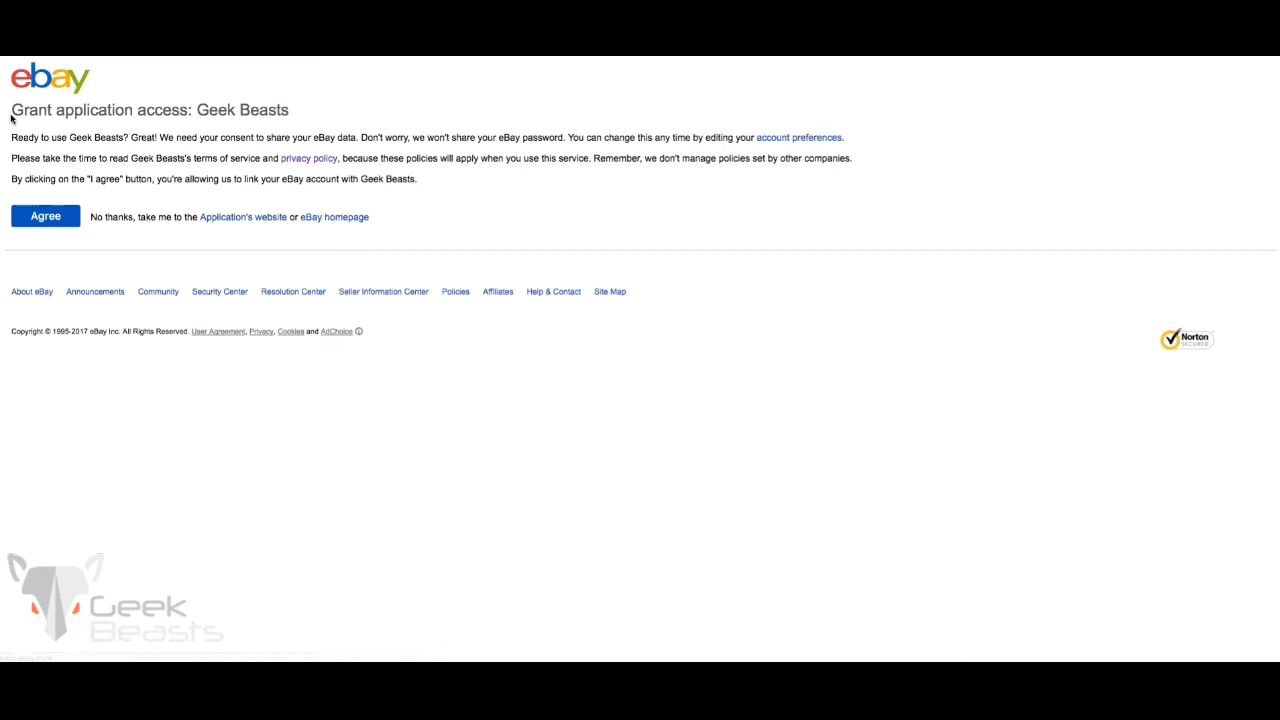 ebay
Grant application access: Geek Beasts
Ready to use Geek Beasts? Great! We need your consent to share your eBay data. Don't worry, we won't share your eBay password. You can change this any time by editing your account preferences.
Please take the time to read Geek Beasts's terms of service and privacy policy, because these policies will apply when you use this service. Remember, we don't manage policies set by other companies.
By clicking on the "I agree" button, you're allowing us to link your eBay account with Geek Beasts.
Agree No thanks, take me to the Application's website or eBay homepage
About eBay Announcements Community Security Center Resolution Center Seller Information Center Policies Affiliates Help & Contact Site Map
Copyright © 1995-2017 eBay Inc. All Rights Reserved. User Agreement, Privacy, Cookies and AdChoice
Norton
SECURED
Geek
Beasts